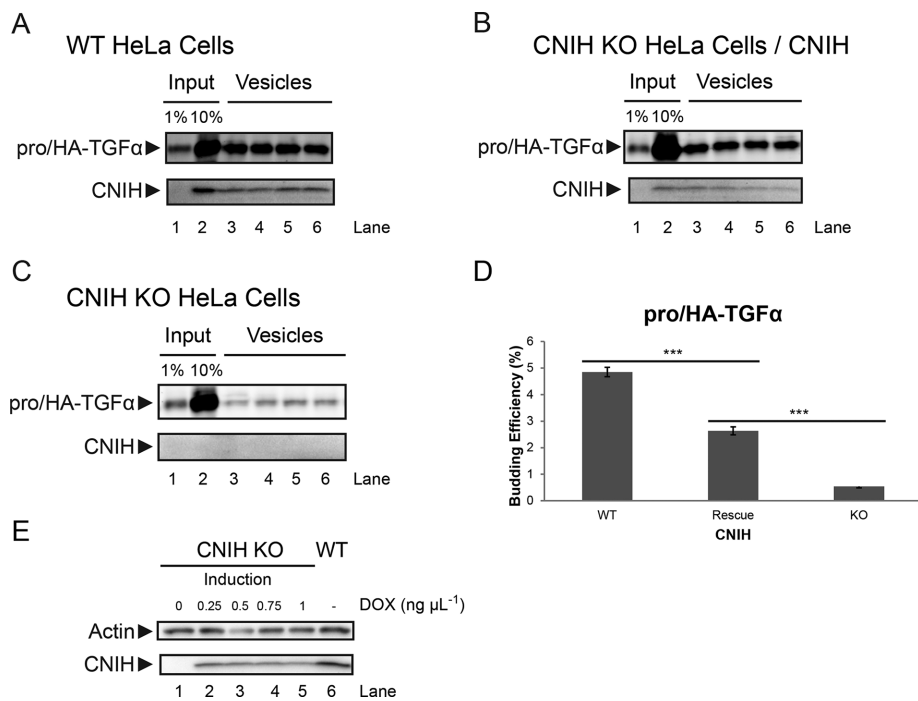 A
WT HeLa Cells
Input Vesicles
1% 10%
pro/HA-TGFα
CNIH
1 2 3 4 5 6 Lane
B
CNIH KO HeLa Cells / CNIH
Input Vesicles
1% 10%
pro/HA-TGFα
CNIH
1 2 3 4 5 6 Lane
C
CNIH KO HeLa Cells
Input Vesicles
1% 10%
pro/HA-TGFα
CNIH
1 2 3 4 5 6 Lane
D
pro/HA-TGFα
Budding Efficiency (%)
6
5
4
3
2
1
0
***
***
WT Rescue KO
CNIH
E
CNIH KO WT
Induction
0 0.25 0.5 0.75 1 - DOX (ng µL⁻¹)
Actin
CNIH
1 2 3 4 5 6 Lane